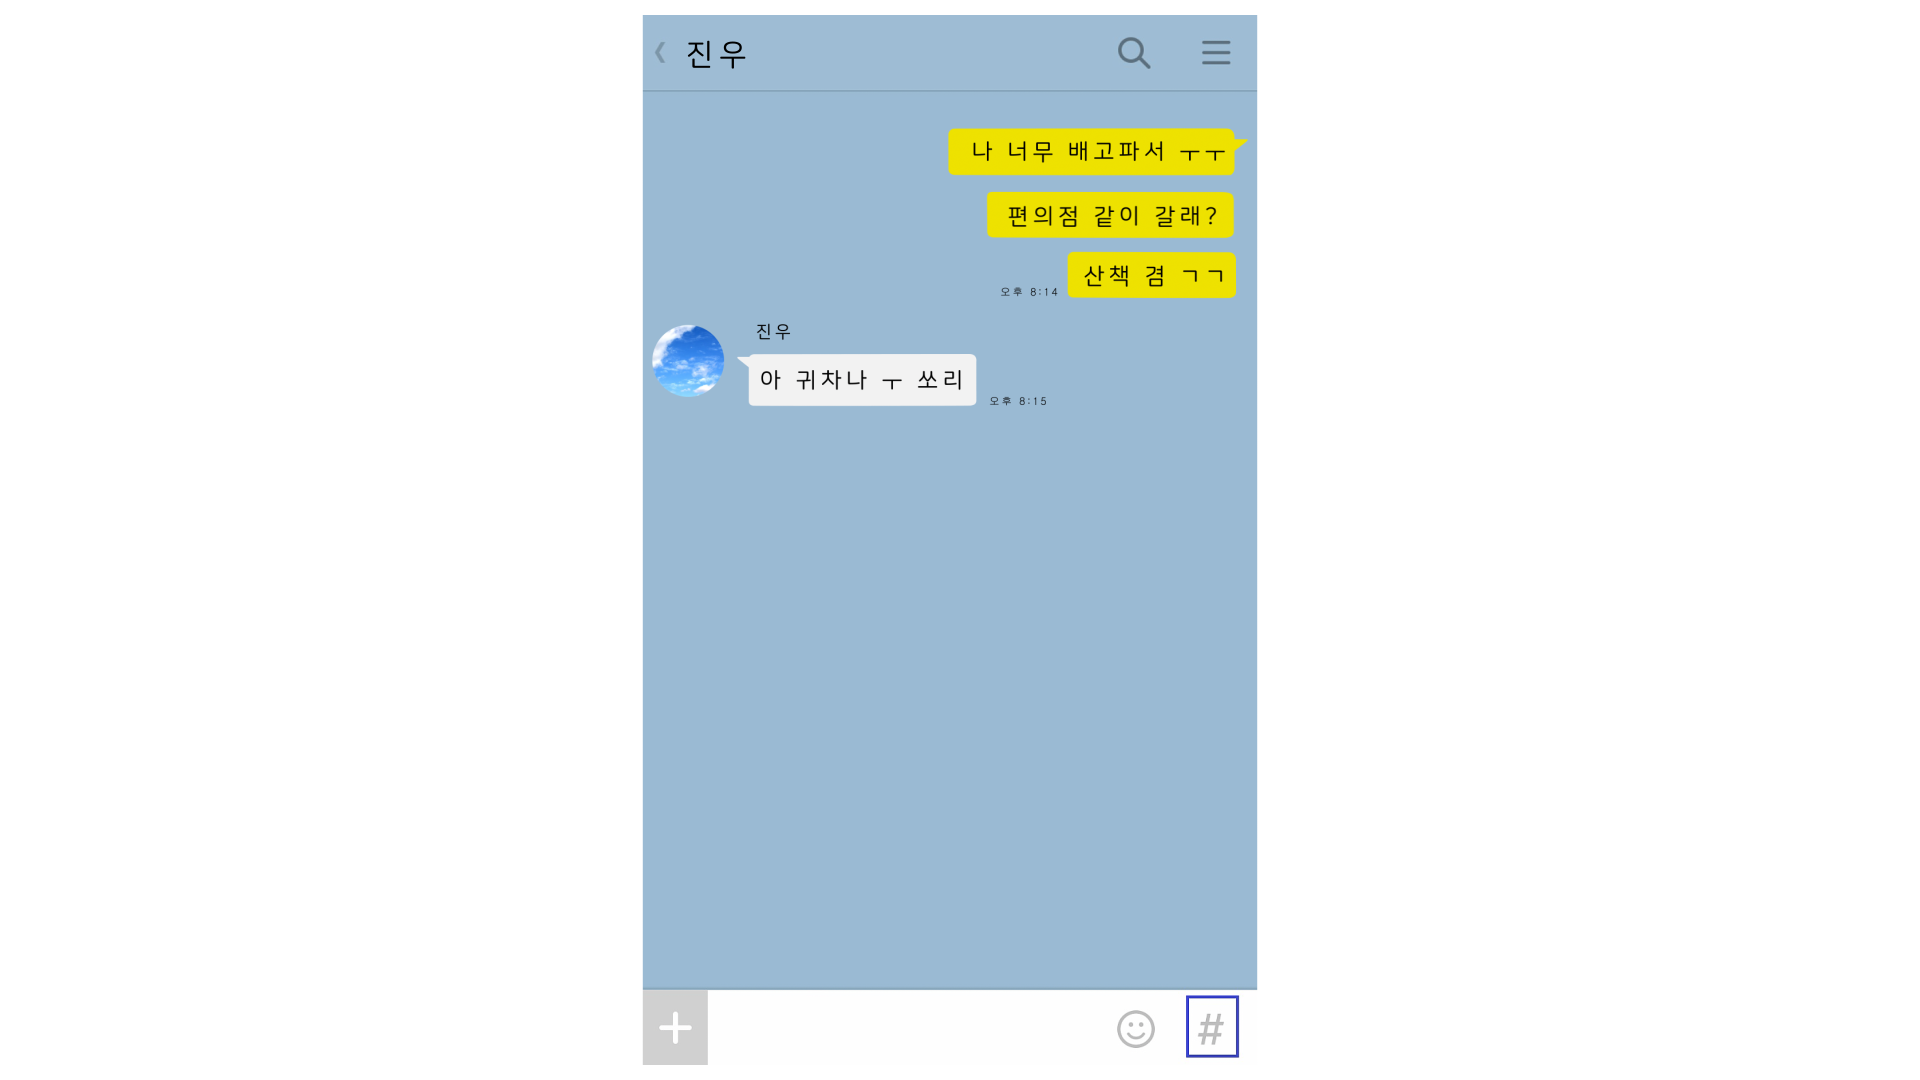 진우
나 너무 배고파서 ㅜㅜ
편의점 같이 갈래?
산책 겸 ㄱㄱ
오후 8:14
진우
아 귀차나 ㅜ 쏘리
오후 8:15
#